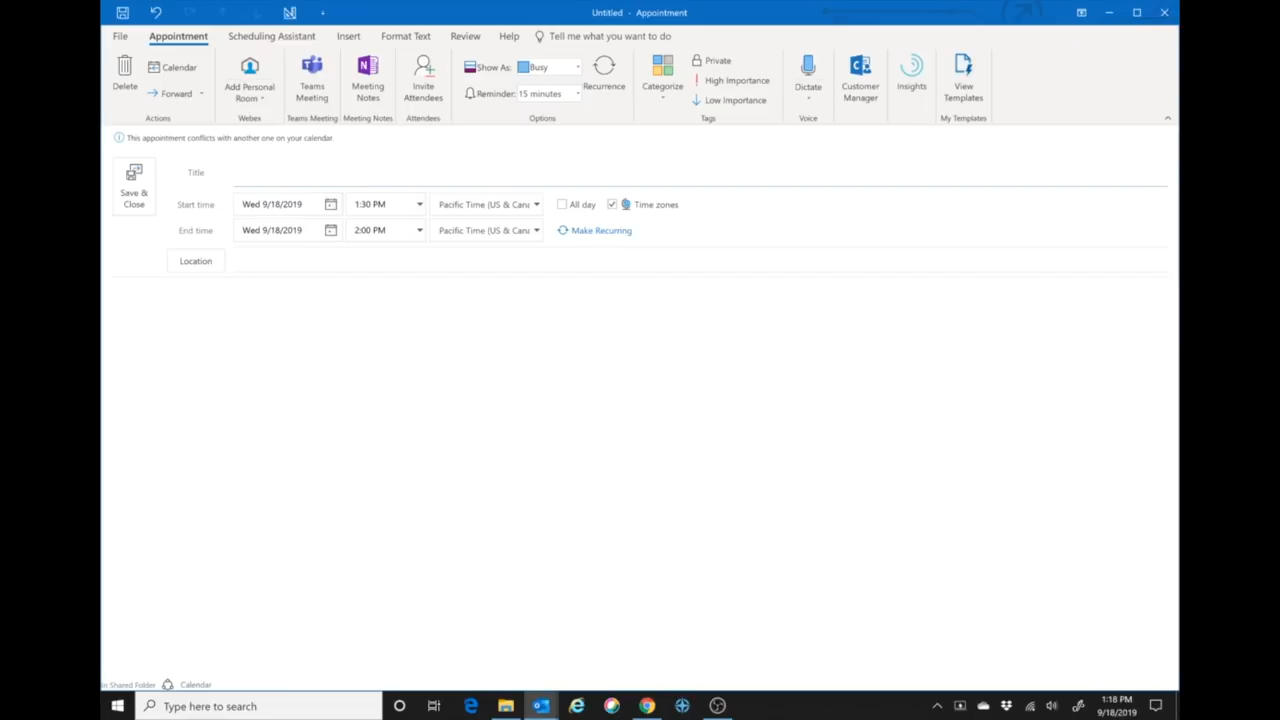 Untitled - Appointment
File Appointment Scheduling Assistant Insert Format Text Review Help Tell me what you want to do
Delete
Calendar
Forward
Actions
Add Personal
Room
Webex
Teams
Meeting
Teams Meeting
Meeting
Notes
Meeting Notes
Invite
Attendees
Attendees
Show As: Busy
Reminder: 15 minutes
Recurrence
Options
Categorize
Private
High Importance
Low Importance
Tags
Dictate
Voice
Customer
Manager
Insights
View
Templates
My Templates
This appointment conflicts with another one on your calendar.
Save &
Close
Title
Start time Wed 9/18/2019 1:30 PM Pacific Time (US & Cana All day Time zones
End time Wed 9/18/2019 2:00 PM Pacific Time (US & Cana Make Recurring
Location
In Shared Folder Calendar
Type here to search
1:18 PM
9/18/2019